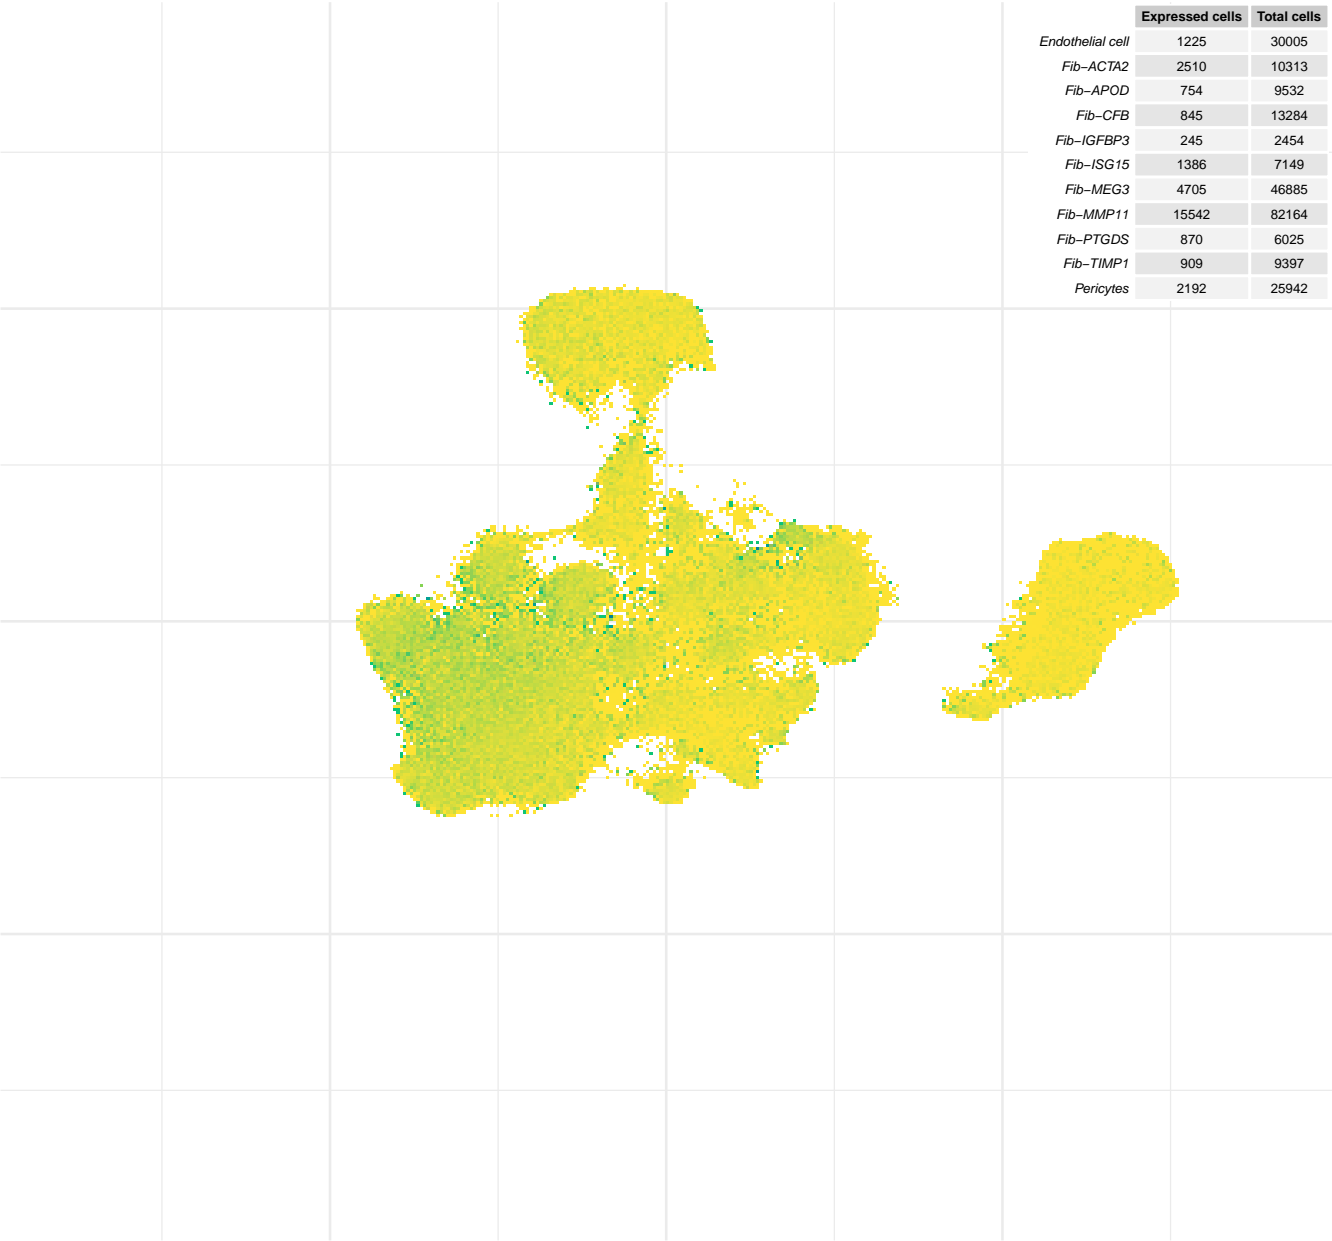 Expressed cells Total cells
Endothelial cell 1225 30005
Fib−ACTA2 2510 10313
Fib−APOD 754 9532
Fib−CFB 845 13284
Fib−IGFBP3 245 2454
Fib−ISG15 1386 7149
Fib−MEG3 4705 46885
Fib−MMP11 15542 82164
Fib−PTGDS 870 6025
Fib−TIMP1 909 9397
Pericytes 2192 25942